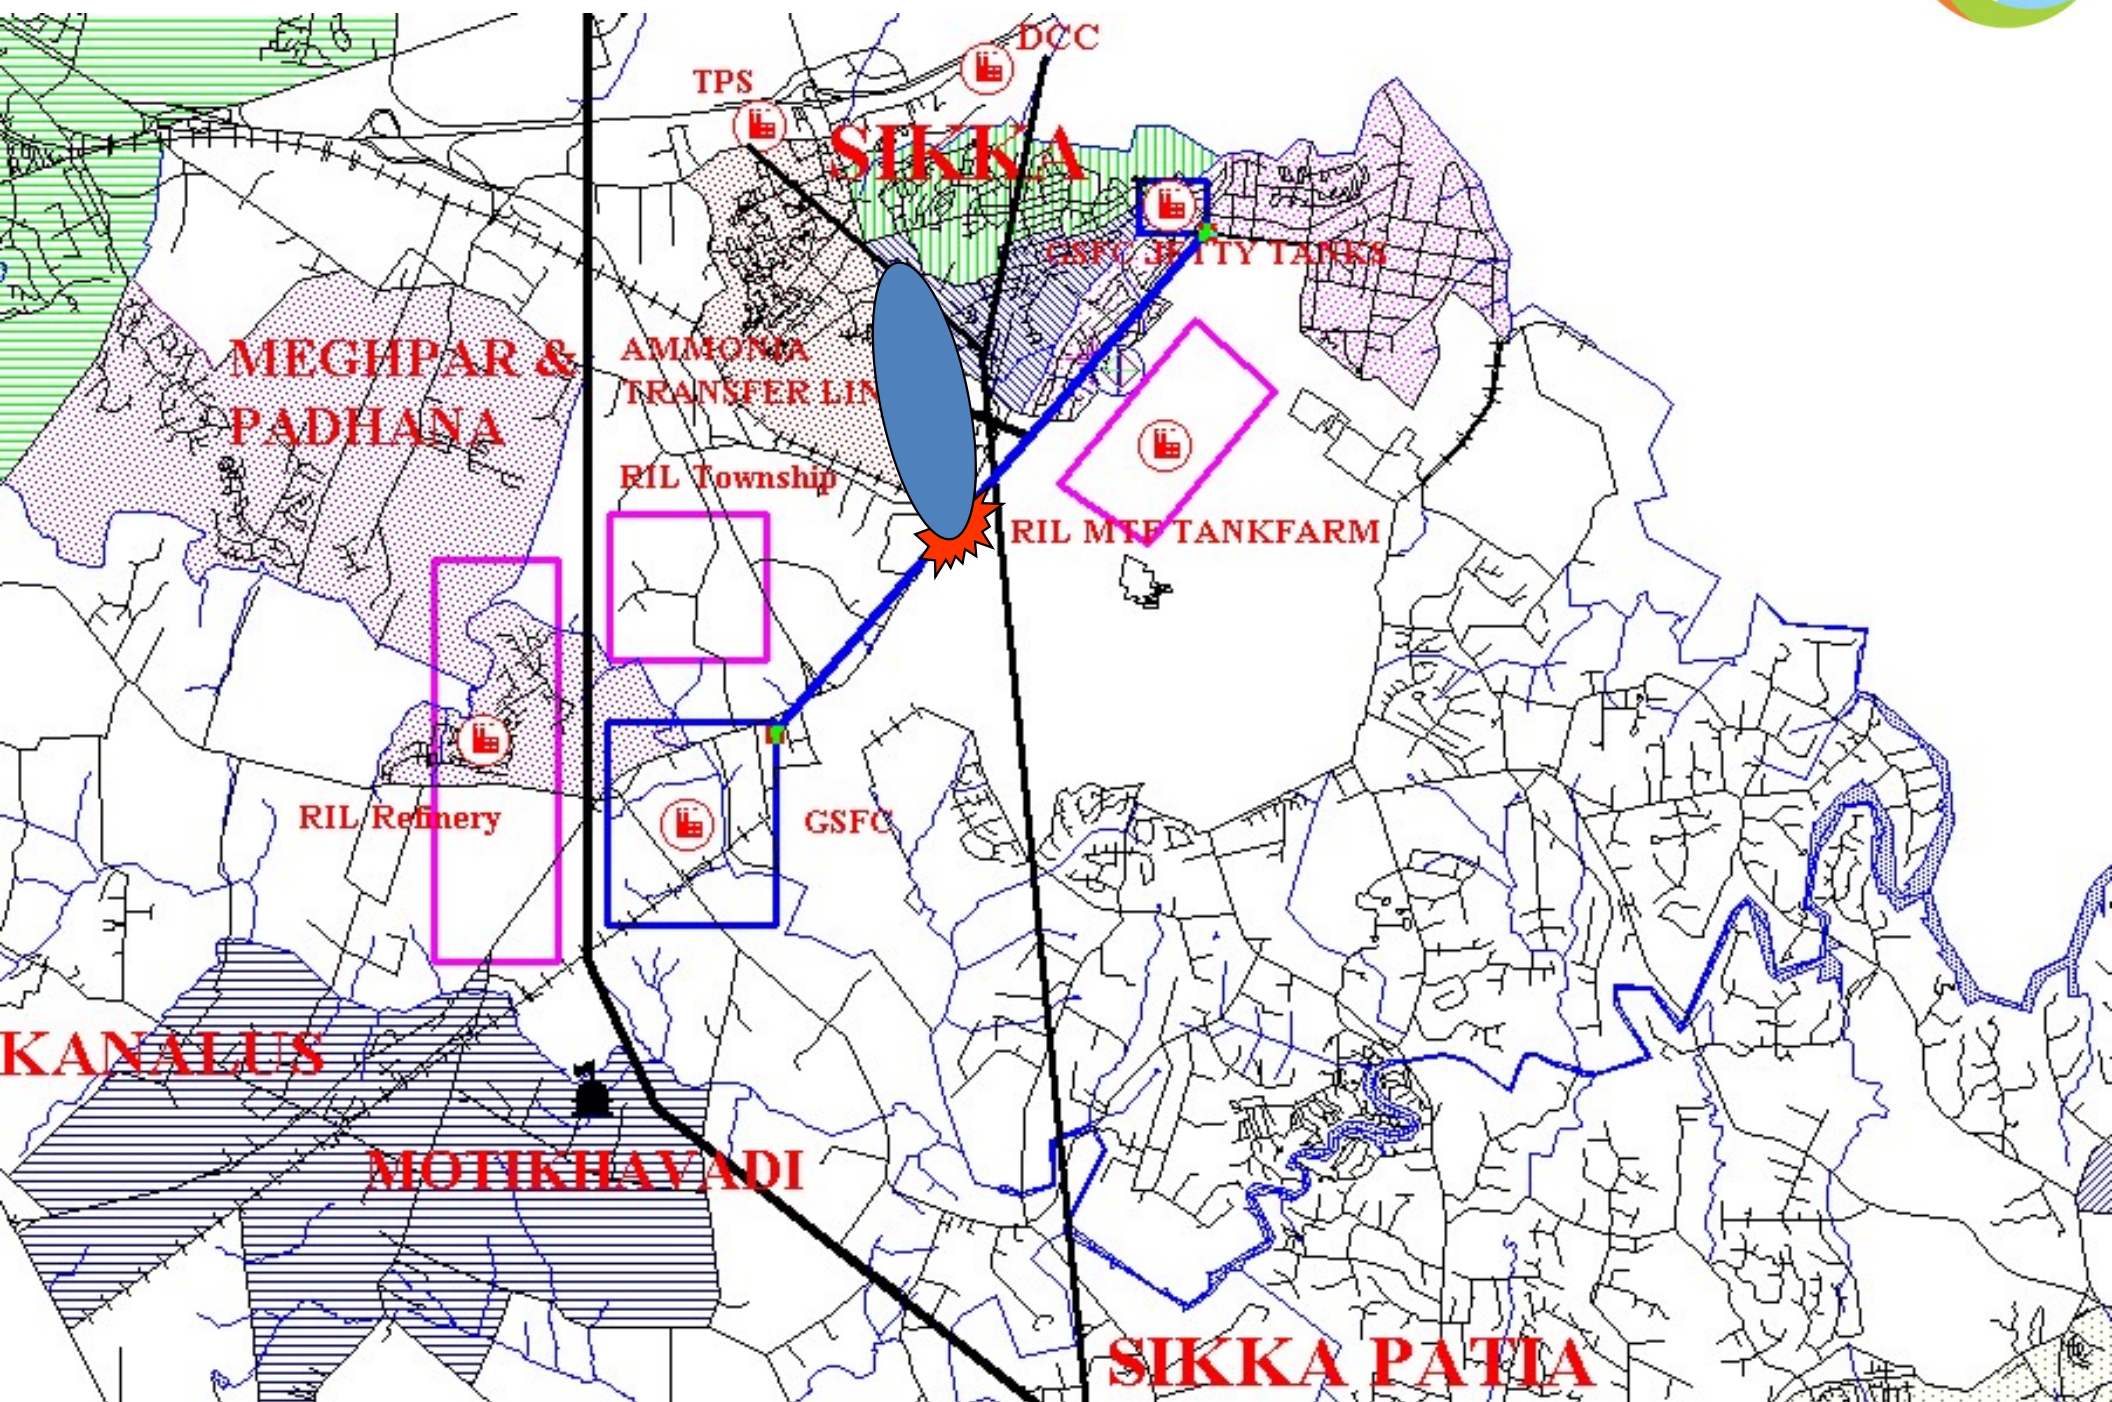 DCC
TPS
SIKKA
GSFC JETTY TANKS
MEGHPAR &
PADHANA
AMMONIA
TRANSFER LIN
RIL Township
RIL MTF TANKFARM
RIL Refinery
GSFC
KANALUS
MOTIKHAVADI
SIKKA PATIA